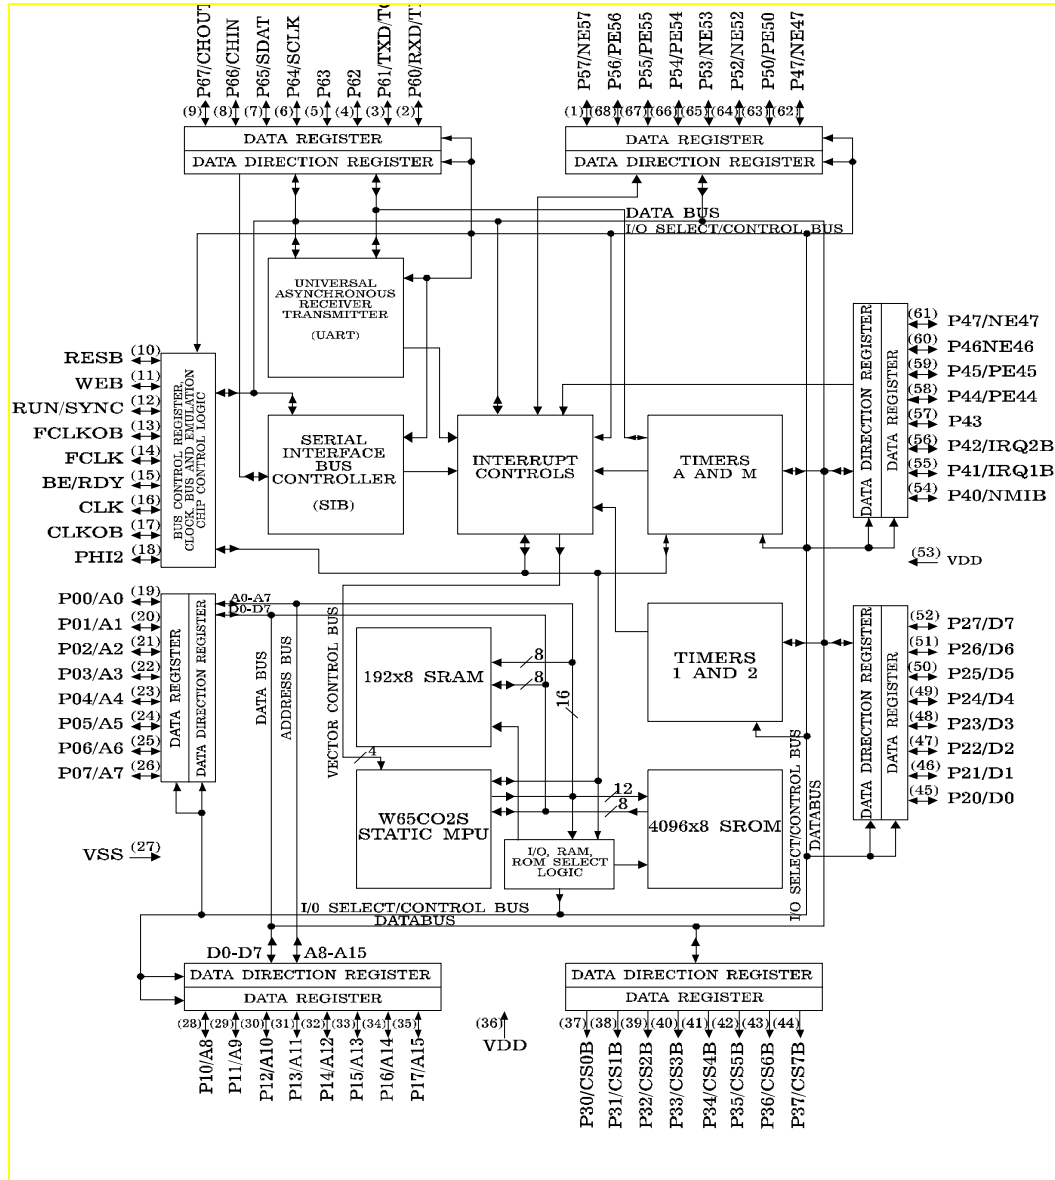 P67/CHOUT
P66/CHIN
P65/SDAT
P64/SCLK
P63
P62
P61/TXD/
P60/RXD/
P57/NE57
P56/PE56
P55/PE55
P54/PE54
P53/NE53
P52/NE52
P50/PE50
P47/NE47
(9) (8) (7) (6) (5) (4) (3) (2)
(1) (68) (67) (66) (65) (64) (63) (62)
DATA REGISTER
DATA DIRECTION REGISTER
DATA REGISTER
DATA DIRECTION REGISTER
DATA BUS
I/O SELECT/CONTROL BUS
UNIVERSAL
ASYNCHRONOUS
RECEIVER
TRANSMITTER
(UART)
RESB (10)
WEB (11)
RUN/SYNC (12)
FCLKOB (13)
FCLK (14)
BE/RDY (15)
CLK (16)
CLKOB (17)
PHI2 (18)
BUS CONTROL REGISTER,
CLOCK, BUS AND EMULATION
CHIP CONTROL LOGIC
SERIAL
INTERFACE
BUS
CONTROLLER
(SIB)
INTERRUPT
CONTROLS
TIMERS
A AND M
DATA DIRECTION REGISTER
DATA REGISTER
(61) P47/NE47
(60) P46NE46
(59) P45/PE45
(58) P44/PE44
(57) P43
(56) P42/IRQ2B
(55) P41/IRQ1B
(54) P40/NMIB
(53) VDD
P00/A0 (19)
P01/A1 (20)
P02/A2 (21)
P03/A3 (22)
P04/A4 (23)
P05/A5 (24)
P06/A6 (25)
P07/A7 (26)
VSS (27)
DATA REGISTER
DATA DIRECTION REGISTER
A0-A7
D0-D7
DATA BUS
ADDRESS BUS
VECTOR CONTROL BUS
192x8 SRAM
8
8
16
4
TIMERS
1 AND 2
W65CO2S
STATIC MPU
12
8
4096x8 SROM
I/O, RAM,
ROM SELECT
LOGIC
I/O SELECT/CONTROL BUS
DATABUS
DATA DIRECTION REGISTER
DATA REGISTER
(52) P27/D7
(51) P26/D6
(50) P25/D5
(49) P24/D4
(48) P23/D3
(47) P22/D2
(46) P21/D1
(45) P20/D0
I/0 SELECT/CONTROL BUS
DATABUS
D0-D7
A8-A15
DATA DIRECTION REGISTER
DATA REGISTER
DATA DIRECTION REGISTER
DATA REGISTER
(28) (29) (30) (31) (32) (33) (34) (35)
(36)
VDD
(37) (38) (39) (40) (41) (42) (43) (44)
P10/A8
P11/A9
P12/A10
P13/A11
P14/A12
P15/A13
P16/A14
P17/A15
P30/CS0B
P31/CS1B
P32/CS2B
P33/CS3B
P34/CS4B
P35/CS5B
P36/CS6B
P37/CS7B